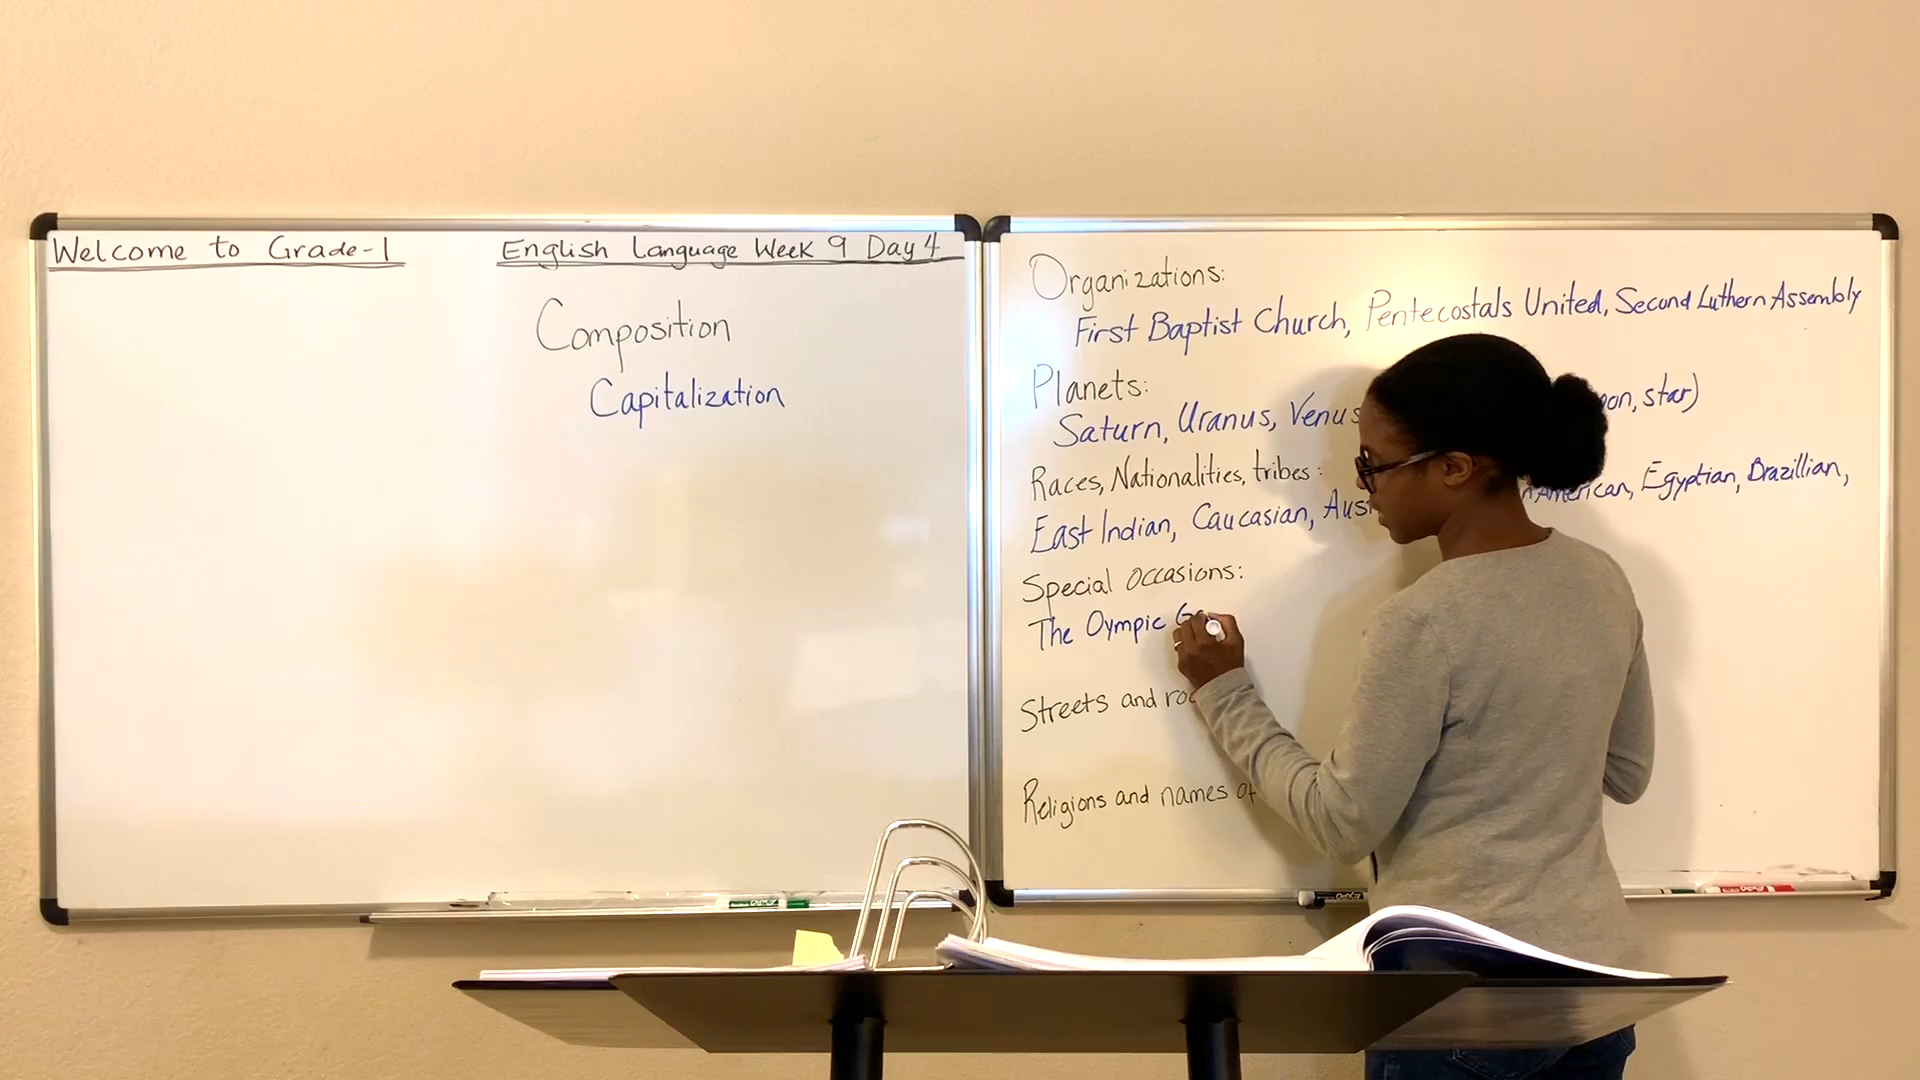 Welcome to Grade-1
English Language Week 9 Day 4
Composition
Capitalization
Organizations:
First Baptist Church, Pentecostals United, Second Luthern Assembly
Planets:
Saturn, Uranus, Venus star)
Races, Nationalities, tribes:
East Indian, Caucasian, American, Egyptian, Brazillian,
Special occasions:
The Oympic
Streets and
Religions and names of